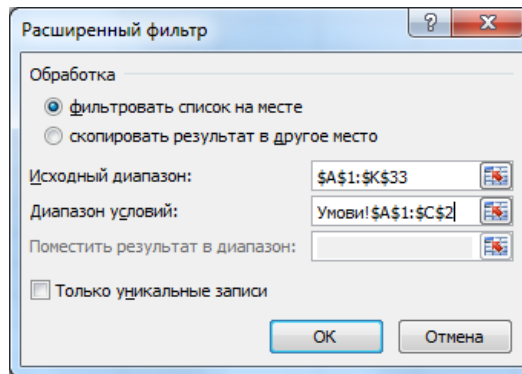 Расширенный фильтр
Обработка
фильтровать список на месте
скопировать результат в другое место
Исходный диапазон: $A$1:$K$33
Диапазон условий: Умови!$A$1:$C$2
Поместить результат в диапазон:
Только уникальные записи
ОК Отмена